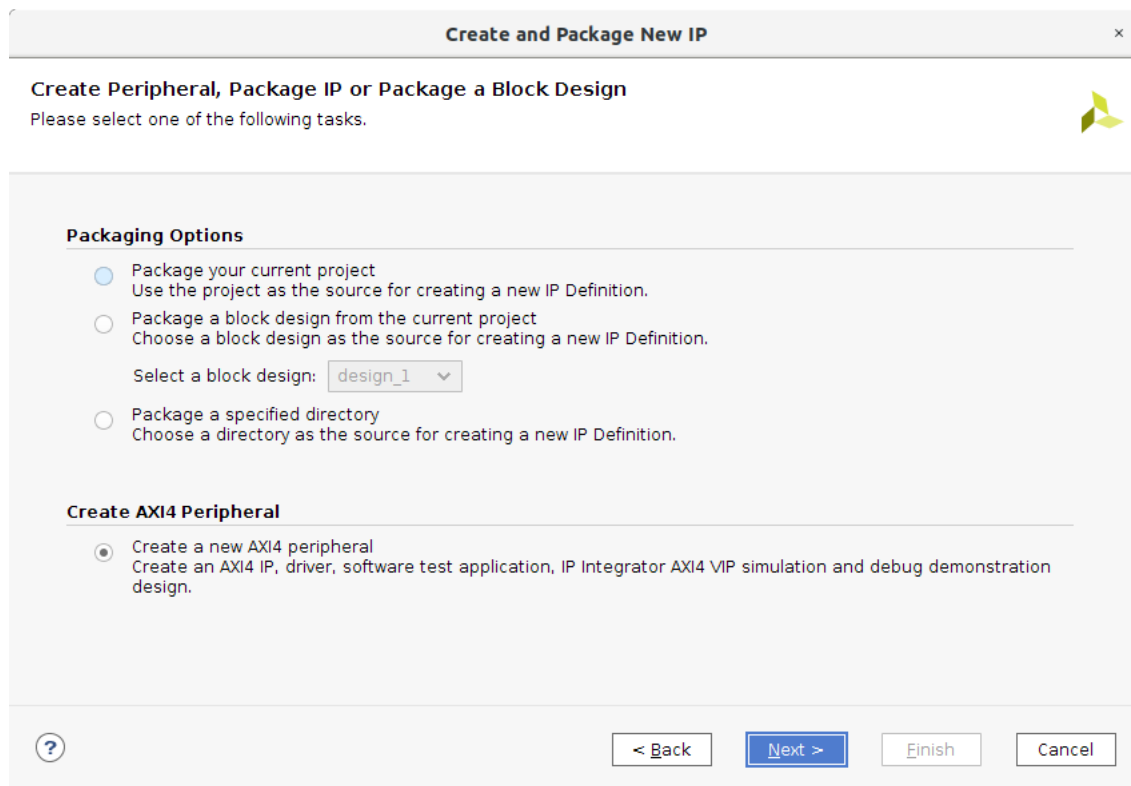 Create and Package New IP
×
Create Peripheral, Package IP or Package a Block Design
Please select one of the following tasks.
Packaging Options
Package your current project
Use the project as the source for creating a new IP Definition.
Package a block design from the current project
Choose a block design as the source for creating a new IP Definition.
Select a block design: design_1
Package a specified directory
Choose a directory as the source for creating a new IP Definition.
Create AXI4 Peripheral
Create a new AXI4 peripheral
Create an AXI4 IP, driver, software test application, IP Integrator AXI4 VIP simulation and debug demonstration
design.
? < Back Next > Finish Cancel